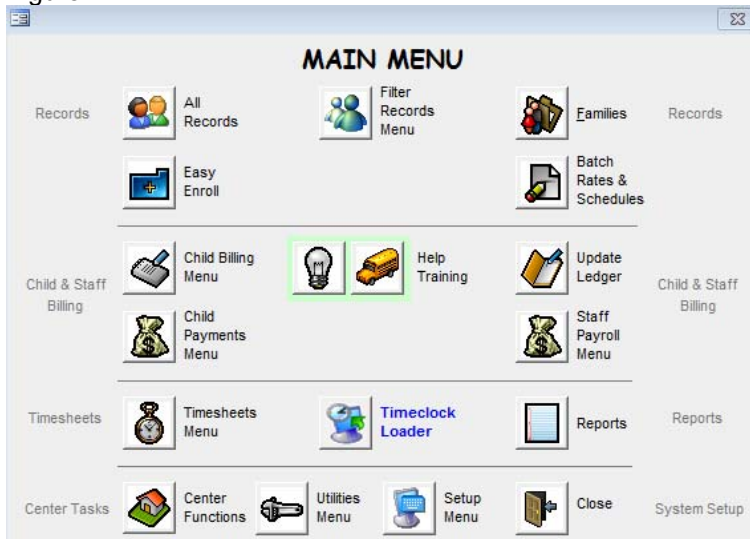 MAIN MENU
Records
All
Records
Filter
Records
Menu
Families
Records
Easy
Enroll
Batch
Rates &
Schedules
Child & Staff
Billing
Child Billing
Menu
Help
Training
Update
Ledger
Child & Staff
Billing
Child
Payments
Menu
Staff
Payroll
Menu
Timesheets
Timesheets
Menu
Timeclock
Loader
Reports
Reports
Center Tasks
Center
Functions
Utilities
Menu
Setup
Menu
Close
System Setup